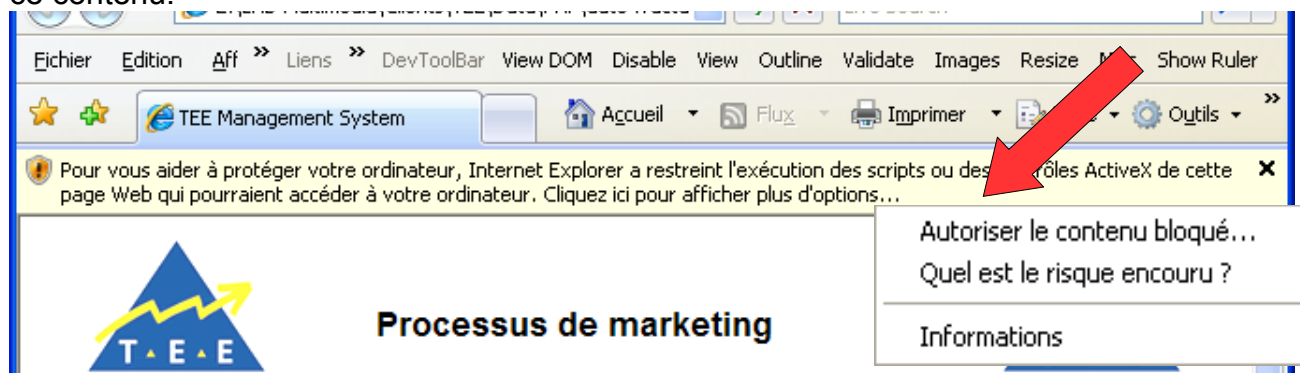 ce contenu.
Fichier Edition Aff » Liens » DevToolBar View DOM Disable View Outline Validate Images Resize Show Ruler
TEE Management System Accueil Flux Imprimer Outils »
Pour vous aider à protéger votre ordinateur, Internet Explorer a restreint l'exécution des scripts ou des ActiveX de cette
page Web qui pourraient accéder à votre ordinateur. Cliquez ici pour afficher plus d'options...
Autoriser le contenu bloqué...
Quel est le risque encouru ?
Processus de marketing
Informations
T E E